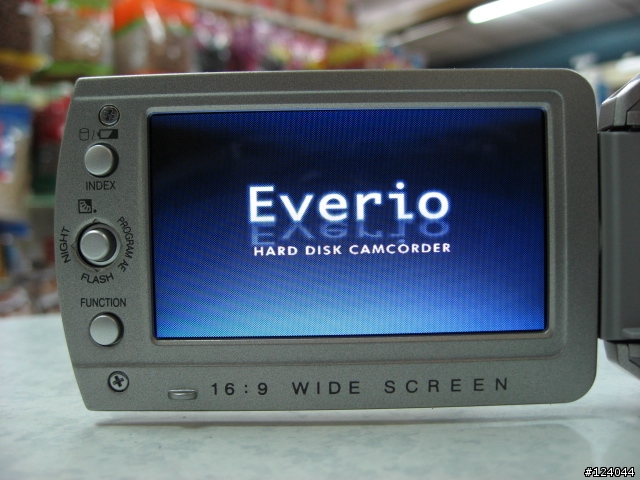 INDEX
NIGHT
PROGRAM AE
FLASH
FUNCTION
Everio
HARD DISK CAMCORDER
16:9 WIDE SCREEN
#124044